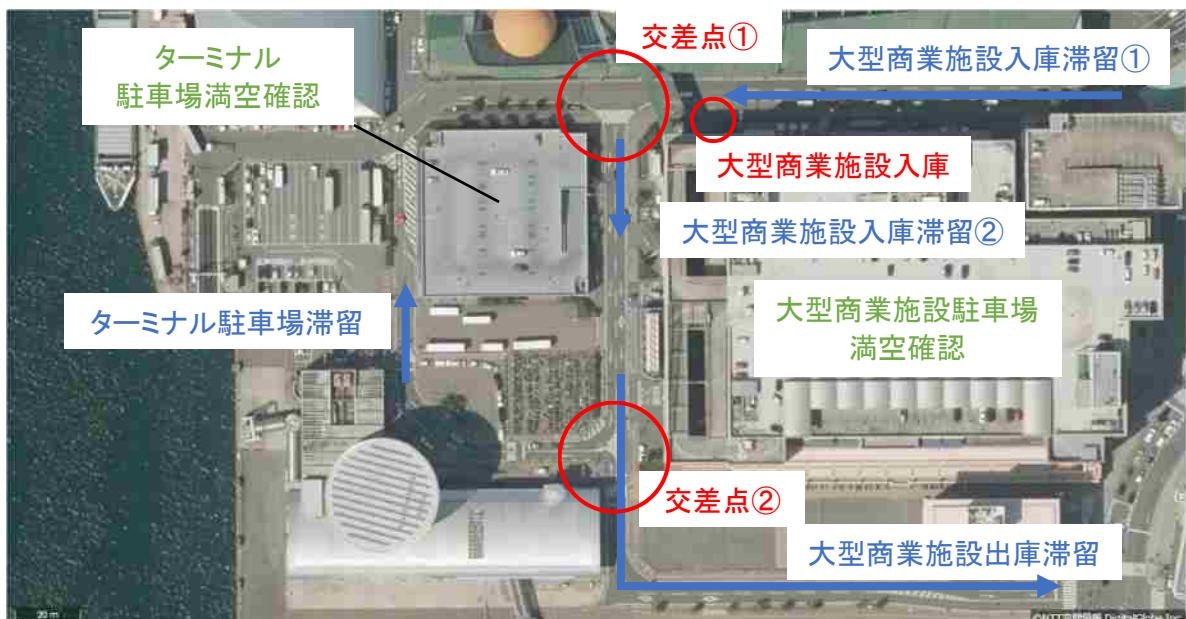 交差点①
ターミナル
駐車場満空確認
大型商業施設入庫滞留①
大型商業施設入庫
大型商業施設入庫滞留②
ターミナル駐車場滞留
大型商業施設駐車場
満空確認
交差点②
大型商業施設出庫滞留
20 m